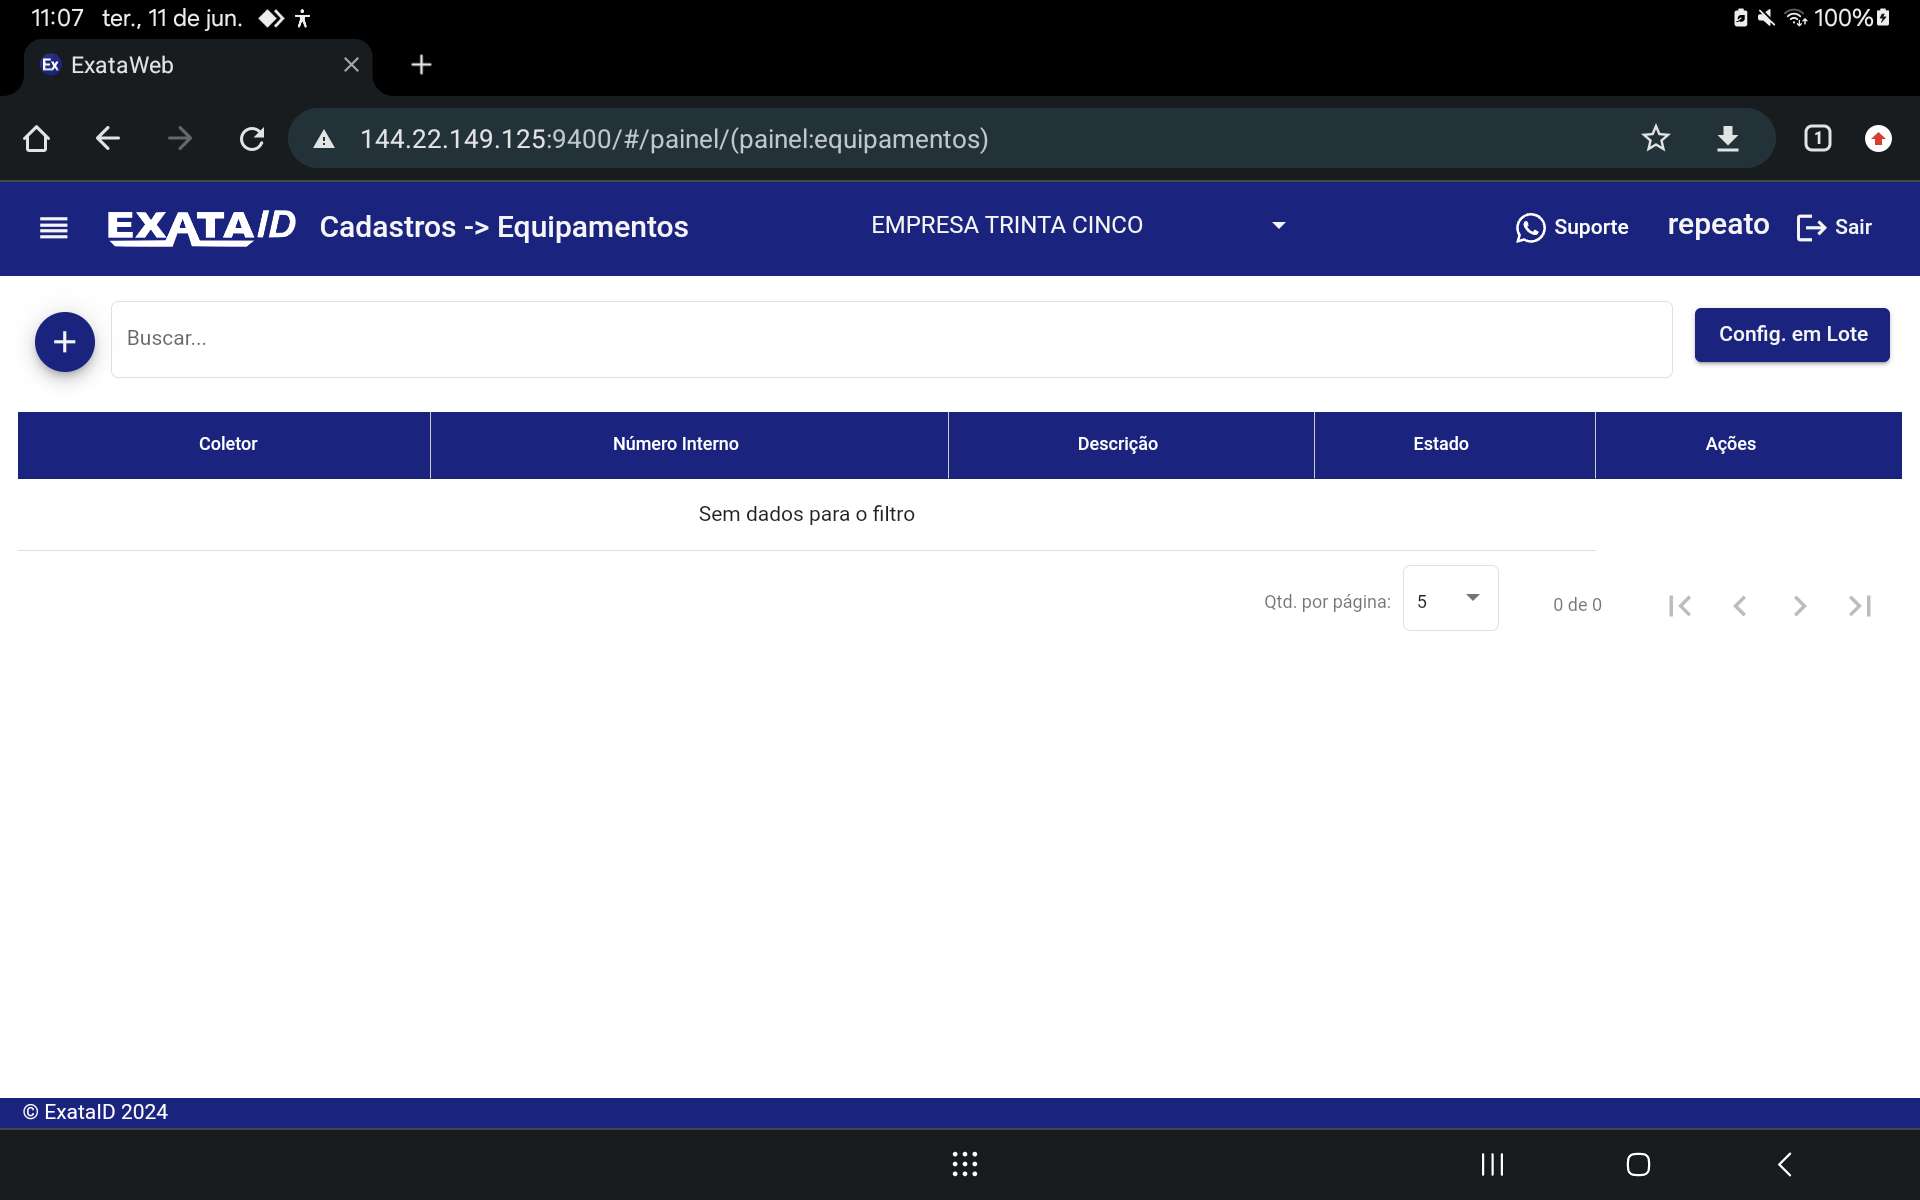 11:07 ter., 11 de jun. 100%
Ex ExataWeb
144.22.149.125:9400/#/painel/(painel:equipamentos) 1
EXATAID Cadastros -> Equipamentos EMPRESA TRINTA CINCO Suporte repeato Sair
Buscar... Config. em Lote
Coletor Número Interno Descrição Estado Ações
Sem dados para o filtro
Qtd. por página: 5 0 de 0
© ExataID 2024